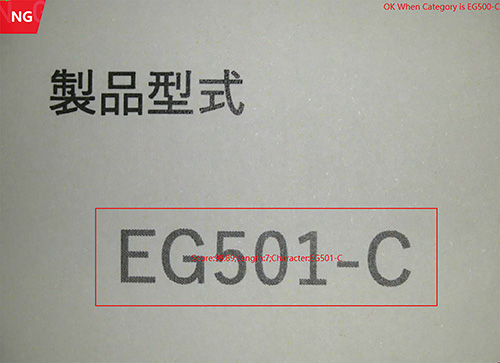 NG
OK When Category is EG500-C
製品型式
EG501-C